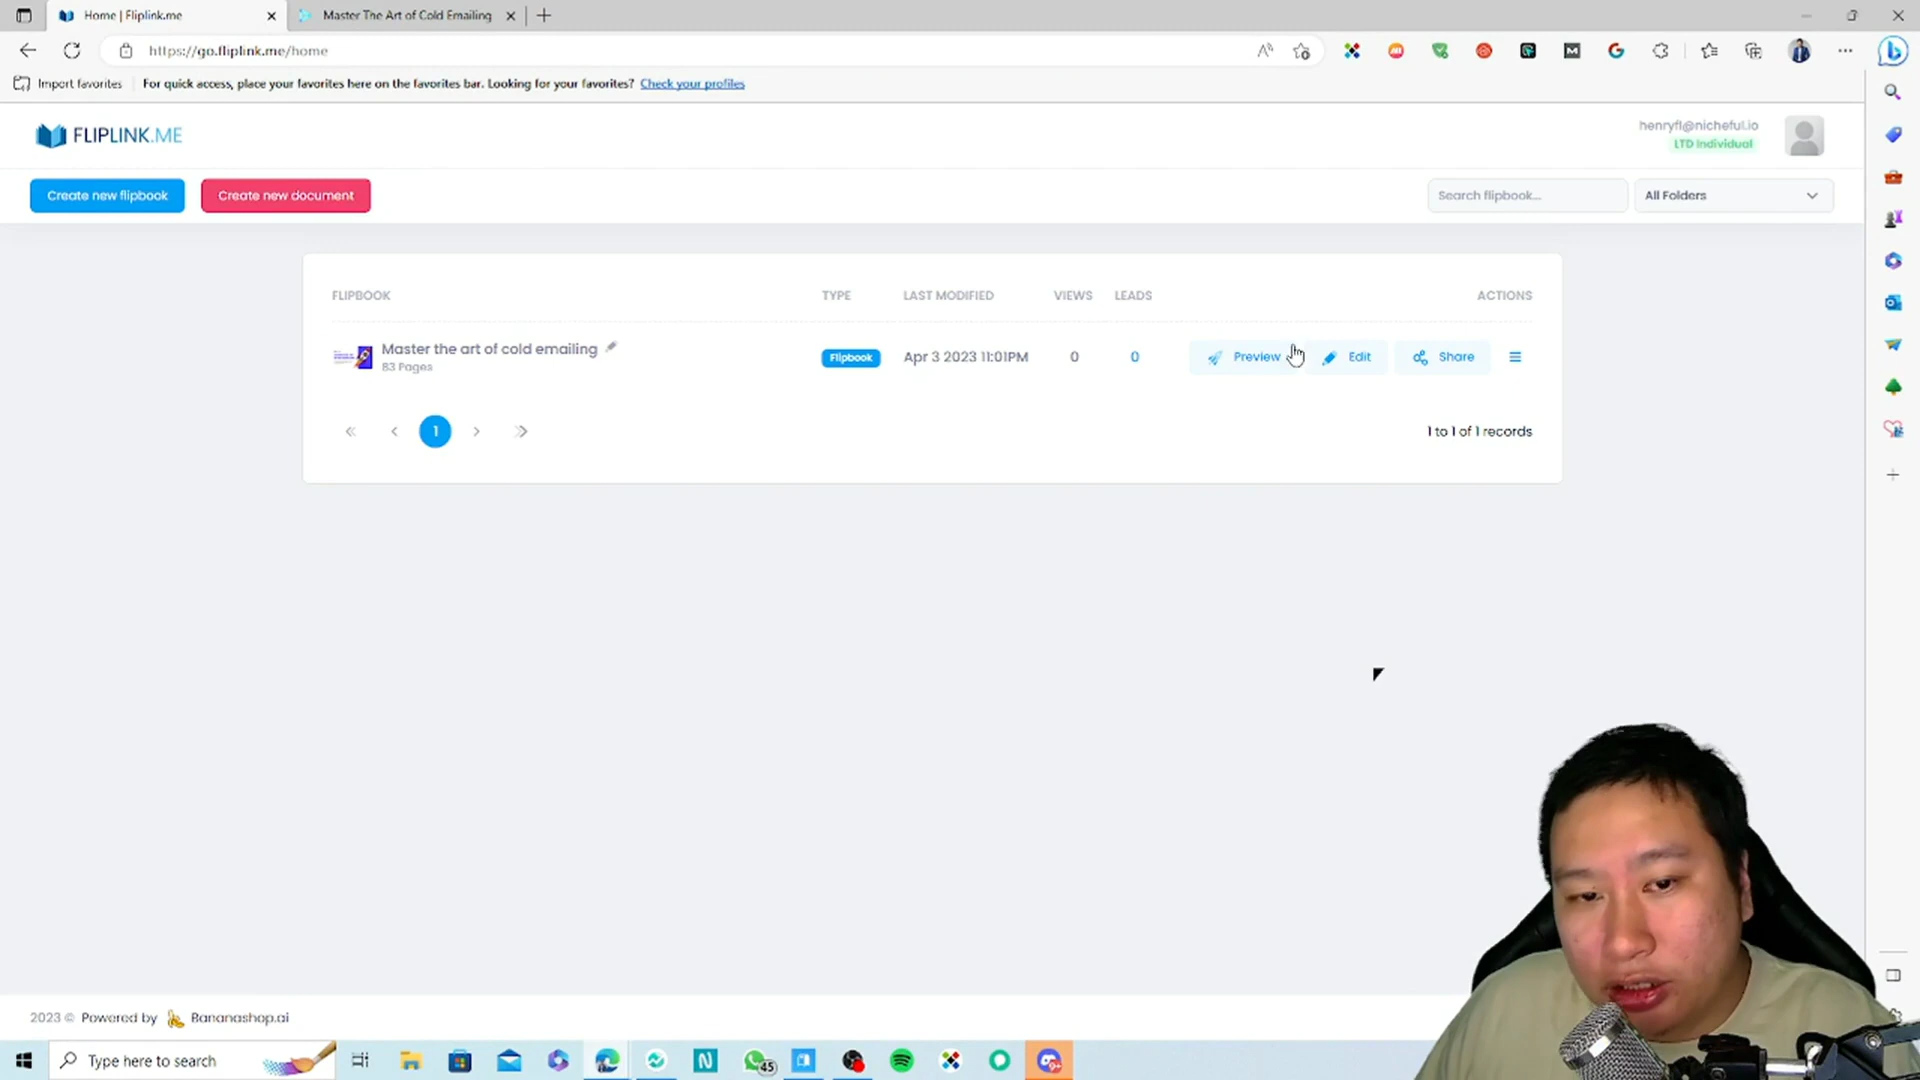 Home | Fliplink.me
Master The Art of Cold Emailing
https://go.fliplink.me/home
Import favorites
For quick access, place your favorites here on the favorites bar. Looking for your favorites? Check your profiles
FLIPLINK.ME
henryfl@nicheful.io
LTD Individual
Create new flipbook
Create new document
Search flipbook...
All Folders
FLIPBOOK TYPE LAST MODIFIED VIEWS LEADS ACTIONS
Master the art of cold emailing
83 Pages
Flipbook
Apr 3 2023 11:01PM
0
0
Preview
Edit
Share
1
1 to 1 of 1 records
2023 © Powered by Bananashop.ai
Type here to search
45